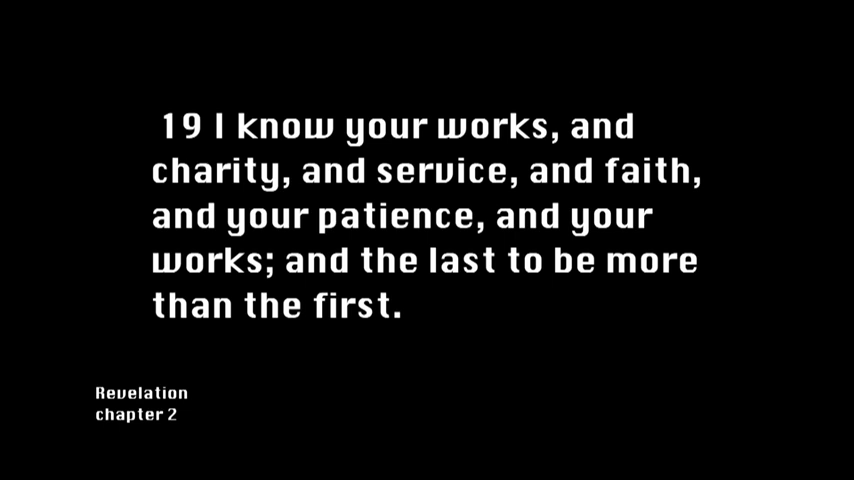 19 I know your works, and
charity, and service, and faith,
and your patience, and your
works; and the last to be more
than the first.
Revelation
chapter 2